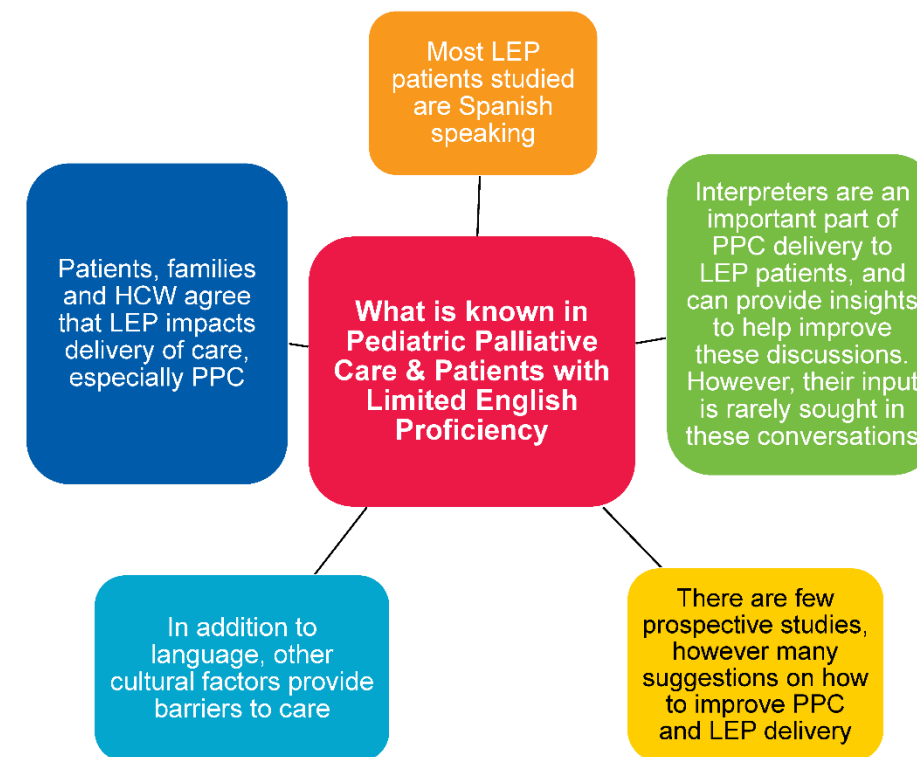 Most LEP
patients studied
are Spanish
speaking
Patients, families
and HCW agree
that LEP impacts
delivery of care,
especially PPC
What is known in
Pediatric Palliative
Care & Patients with
Limited English
Proficiency
Interpreters are an
important part of
PPC delivery to
LEP patients, and
can provide insights
to help improve
these discussions.
However, their input
is rarely sought in
these conversations
In addition to
language, other
cultural factors provide
barriers to care
There are few
prospective studies,
however many
suggestions on how
to improve PPC
and LEP delivery